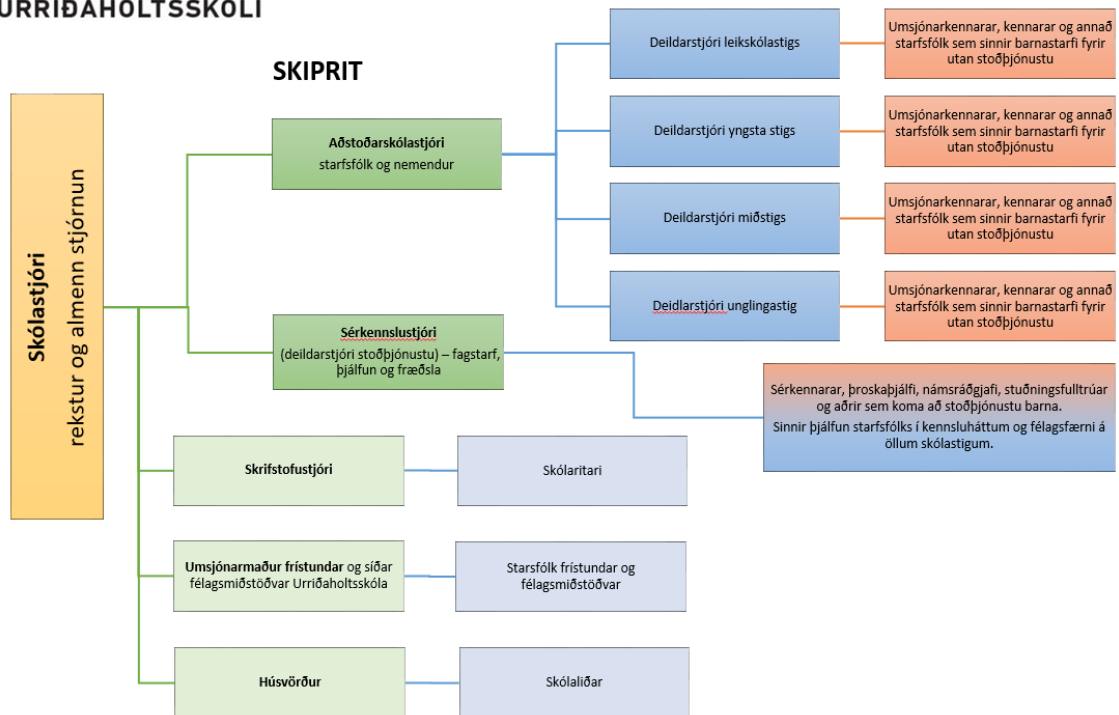 URRIÐAHOLTSSKÓLI
SKIPRIT
Skólastjóri
rekstur og almenn stjórnun
Aðstoðarskólastjóri
starfsfólk og nemendur
Deildarstjóri leikskólastigs
Umsjónarkennarar, kennarar og annað
starfsfólk sem sinnir barnastarfi fyrir
utan stoðþjónustu
Deildarstjóri yngsta stigs
Umsjónarkennarar, kennarar og annað
starfsfólk sem sinnir barnastarfi fyrir
utan stoðþjónustu
Deildarstjóri miðstigs
Umsjónarkennarar, kennarar og annað
starfsfólk sem sinnir barnastarfi fyrir
utan stoðþjónustu
Deidlarstjóri unglingastig
Umsjónarkennarar, kennarar og annað
starfsfólk sem sinnir barnastarfi fyrir
utan stoðþjónustu
Sérkennslustjóri
(deildarstjóri stoðþjónustu) – fagstarf,
þjálfun og fræðsla
Sérkennarar, þroskaþjálfi, námsráðgjafi, stuðningsfulltrúar
og aðrir sem koma að stoðþjónustu barna.
Sinnir þjálfun starfsfólks í kennsluháttum og félagsfærni á
öllum skólastigum.
Skrifstofustjóri
Skólaritari
Umsjónarmaður frístundar og síðar
félagsmiðstöðvar Urriðaholtsskóla
Starsfólk frístundar og
félagsmiðstöðvar
Húsvörður
Skólaliðar